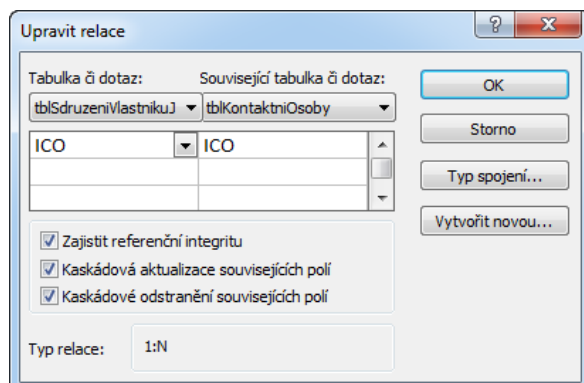 Upravit relace
Tabulka či dotaz:
Související tabulka či dotaz:
tblSdruzeniVlastnikuJ
tblKontaktniOsoby
ICO
ICO
Zajistit referenční integritu
Kaskádová aktualizace souvisejících polí
Kaskádové odstranění souvisejících polí
Typ relace:
1:N
OK
Storno
Typ spojení...
Vytvořit novou...